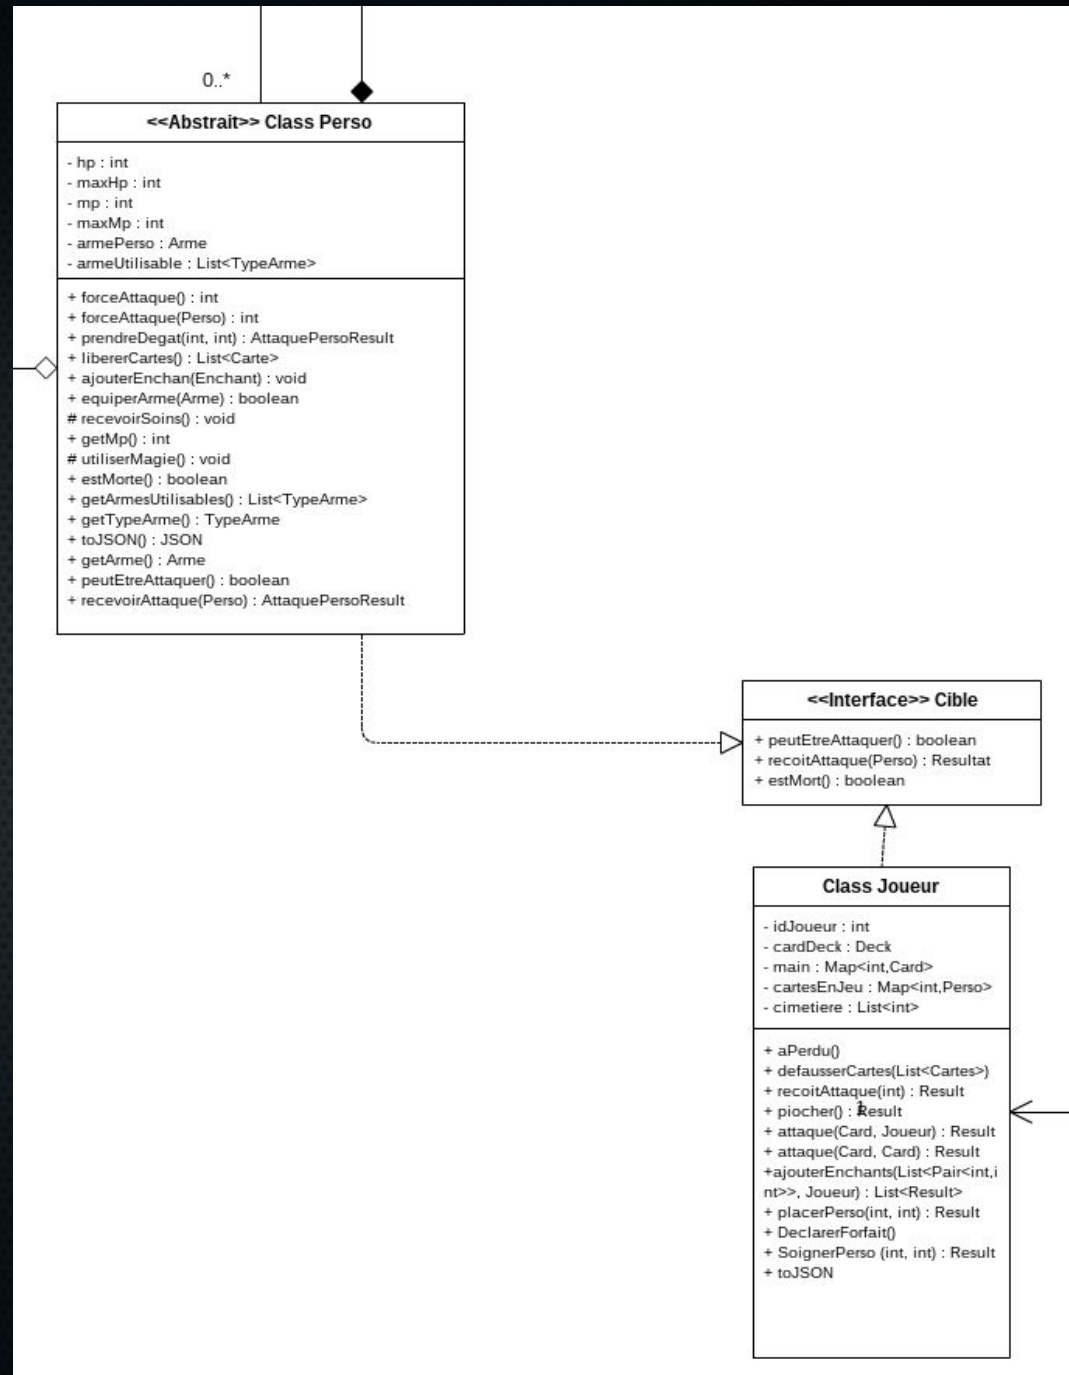 0..*
<<Abstrait>> Class Perso
- hp : int
- maxHp : int
- mp : int
- maxMp : int
- armePerso : Arme
- armeUtilisable : List<TypeArme>
+ forceAttaque() : int
+ forceAttaque(Perso) : int
+ prendreDegat(int, int) : AttaquePersoResult
+ libererCartes() : List<Carte>
+ ajouterEnchan(Enchant) : void
+ equiperArme(Arme) : boolean
# recevoirSoins() : void
+ getMp() : int
# utiliserMagie() : void
+ estMorte() : boolean
+ getArmesUtilisables() : List<TypeArme>
+ getTypeArme() : TypeArme
+ toJSON() : JSON
+ getArme() : Arme
+ peutEtreAttaquer() : boolean
+ recevoirAttaque(Perso) : AttaquePersoResult
<<Interface>> Cible
+ peutEtreAttaquer() : boolean
+ recoitAttaque(Perso) : Resultat
+ estMort() : boolean
Class Joueur
- idJoueur : int
- cardDeck : Deck
- main : Map<int,Card>
- cartesEnJeu : Map<int,Perso>
- cimetiere : List<int>
+ aPerdu()
+ defausserCartes(List<Cartes>)
+ recoitAttaque(int) : Result
+ piocher() : Result
1
+ attaque(Card, Joueur) : Result
+ attaque(Card, Card) : Result
+ajouterEnchants(List<Pair<int,i
nt>>, Joueur) : List<Result>
+ placerPerso(int, int) : Result
+ DeclarerForfait()
+ SoignerPerso (int, int) : Result
+ toJSON